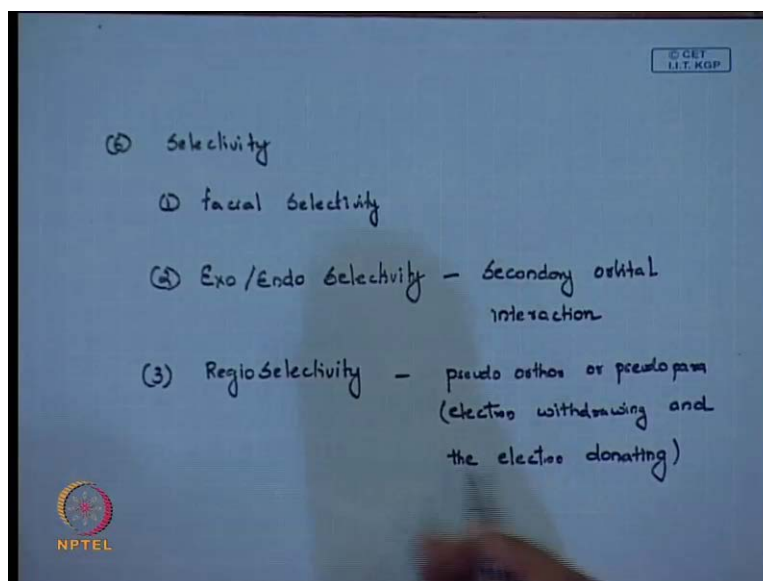 © CET
I.I.T. KGP
⑥ Selectivity
① facial selectivity
② Exo/Endo selectivity – Secondary orbital
interaction
(3) Regioselectivity – pseudo ortho or pseudo para
(electron withdrawing and
the electron donating)
NPTEL